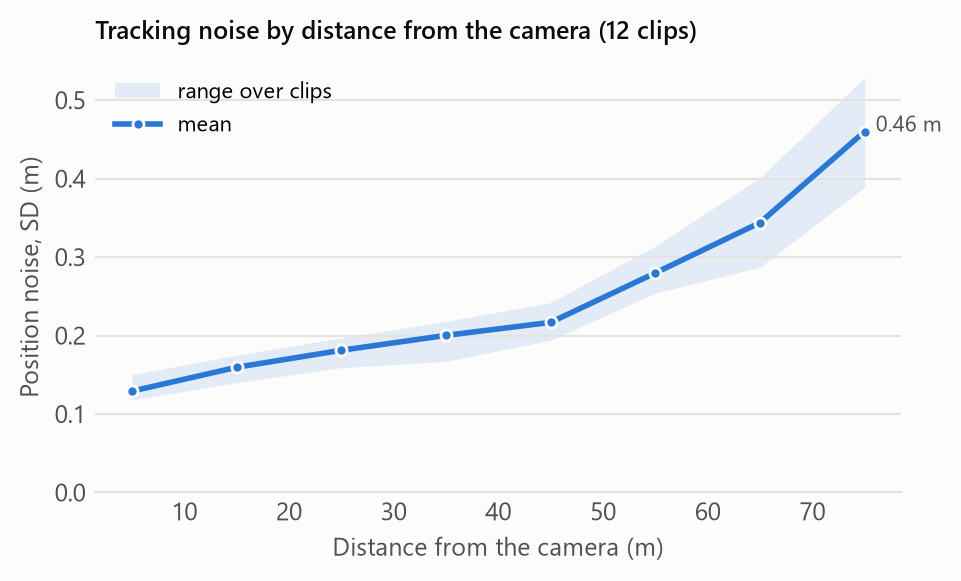 Tracking noise by distance from the camera (12 clips)
range over clips
mean
0.46 m
Position noise, SD (m)
0.5
0.4
0.3
0.2
0.1
0.0
10 20 30 40 50 60 70
Distance from the camera (m)